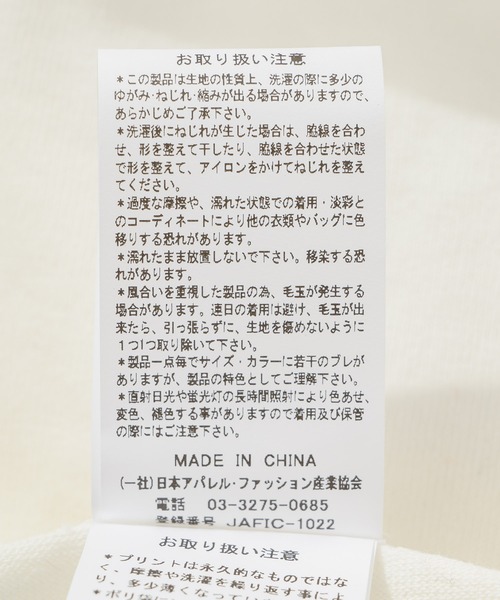 お取り扱い注意
＊この製品は生地の性質上、洗濯の際に多少の
ゆがみ・ねじれ・縮みが出る場合がありますので、
あらかじめご了承下さい。
＊洗濯後にねじれが生じた場合は、脇線を合わ
せ、形を整えて干したり、脇線を合わせた状態
で形を整えて、アイロンをかけてねじれを整え
てください。
＊過度な摩擦や、濡れた状態での着用・淡彩と
のコーディネートにより他の衣類やバッグに色
移りする恐れがあります。
＊濡れたまま放置しないで下さい。移染する恐
れがあります。
＊風合いを重視した製品の為、毛玉が発生する
場合があります。連日の着用は避け、毛玉が出
来たら、引っ張らずに、生地を傷めないように
１つ１つ取り除いて下さい。
＊製品一点毎でサイズ・カラーに若干のブレが
ありますが、製品の特色としてご理解下さい。
＊直射日光や蛍光灯の長時間照射により色あせ、
変色、褪色する事がありますので着用及び保管
の際にはご注意下さい。
MADE IN CHINA
(一社)日本アパレル・ファッション産業協会
電話 03-3275-0685
登録番号 JAFIC-1022
お取り扱い注意
＊プリントは永久的なものではな
く、摩擦や洗濯を繰り返す事によ
り、多少薄くなってい
＊ポリ袋